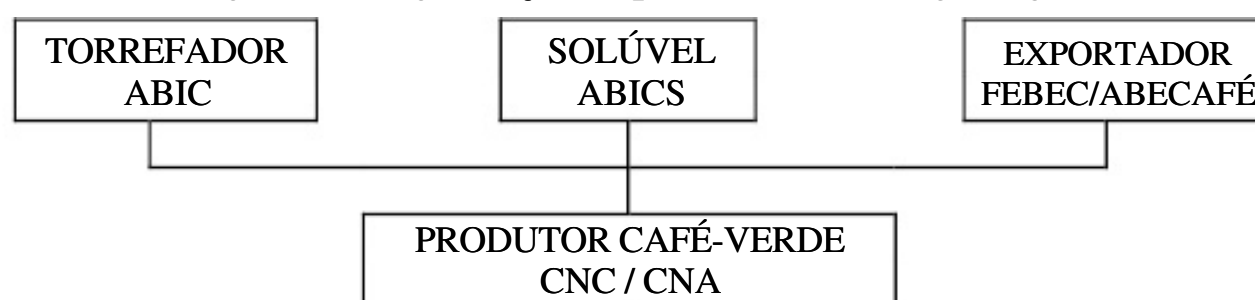 TORREFADOR
ABIC
SOLÚVEL
ABICS
EXPORTADOR
FEBEC/ABECAFÉ
PRODUTOR CAFÉ-VERDE
CNC / CNA